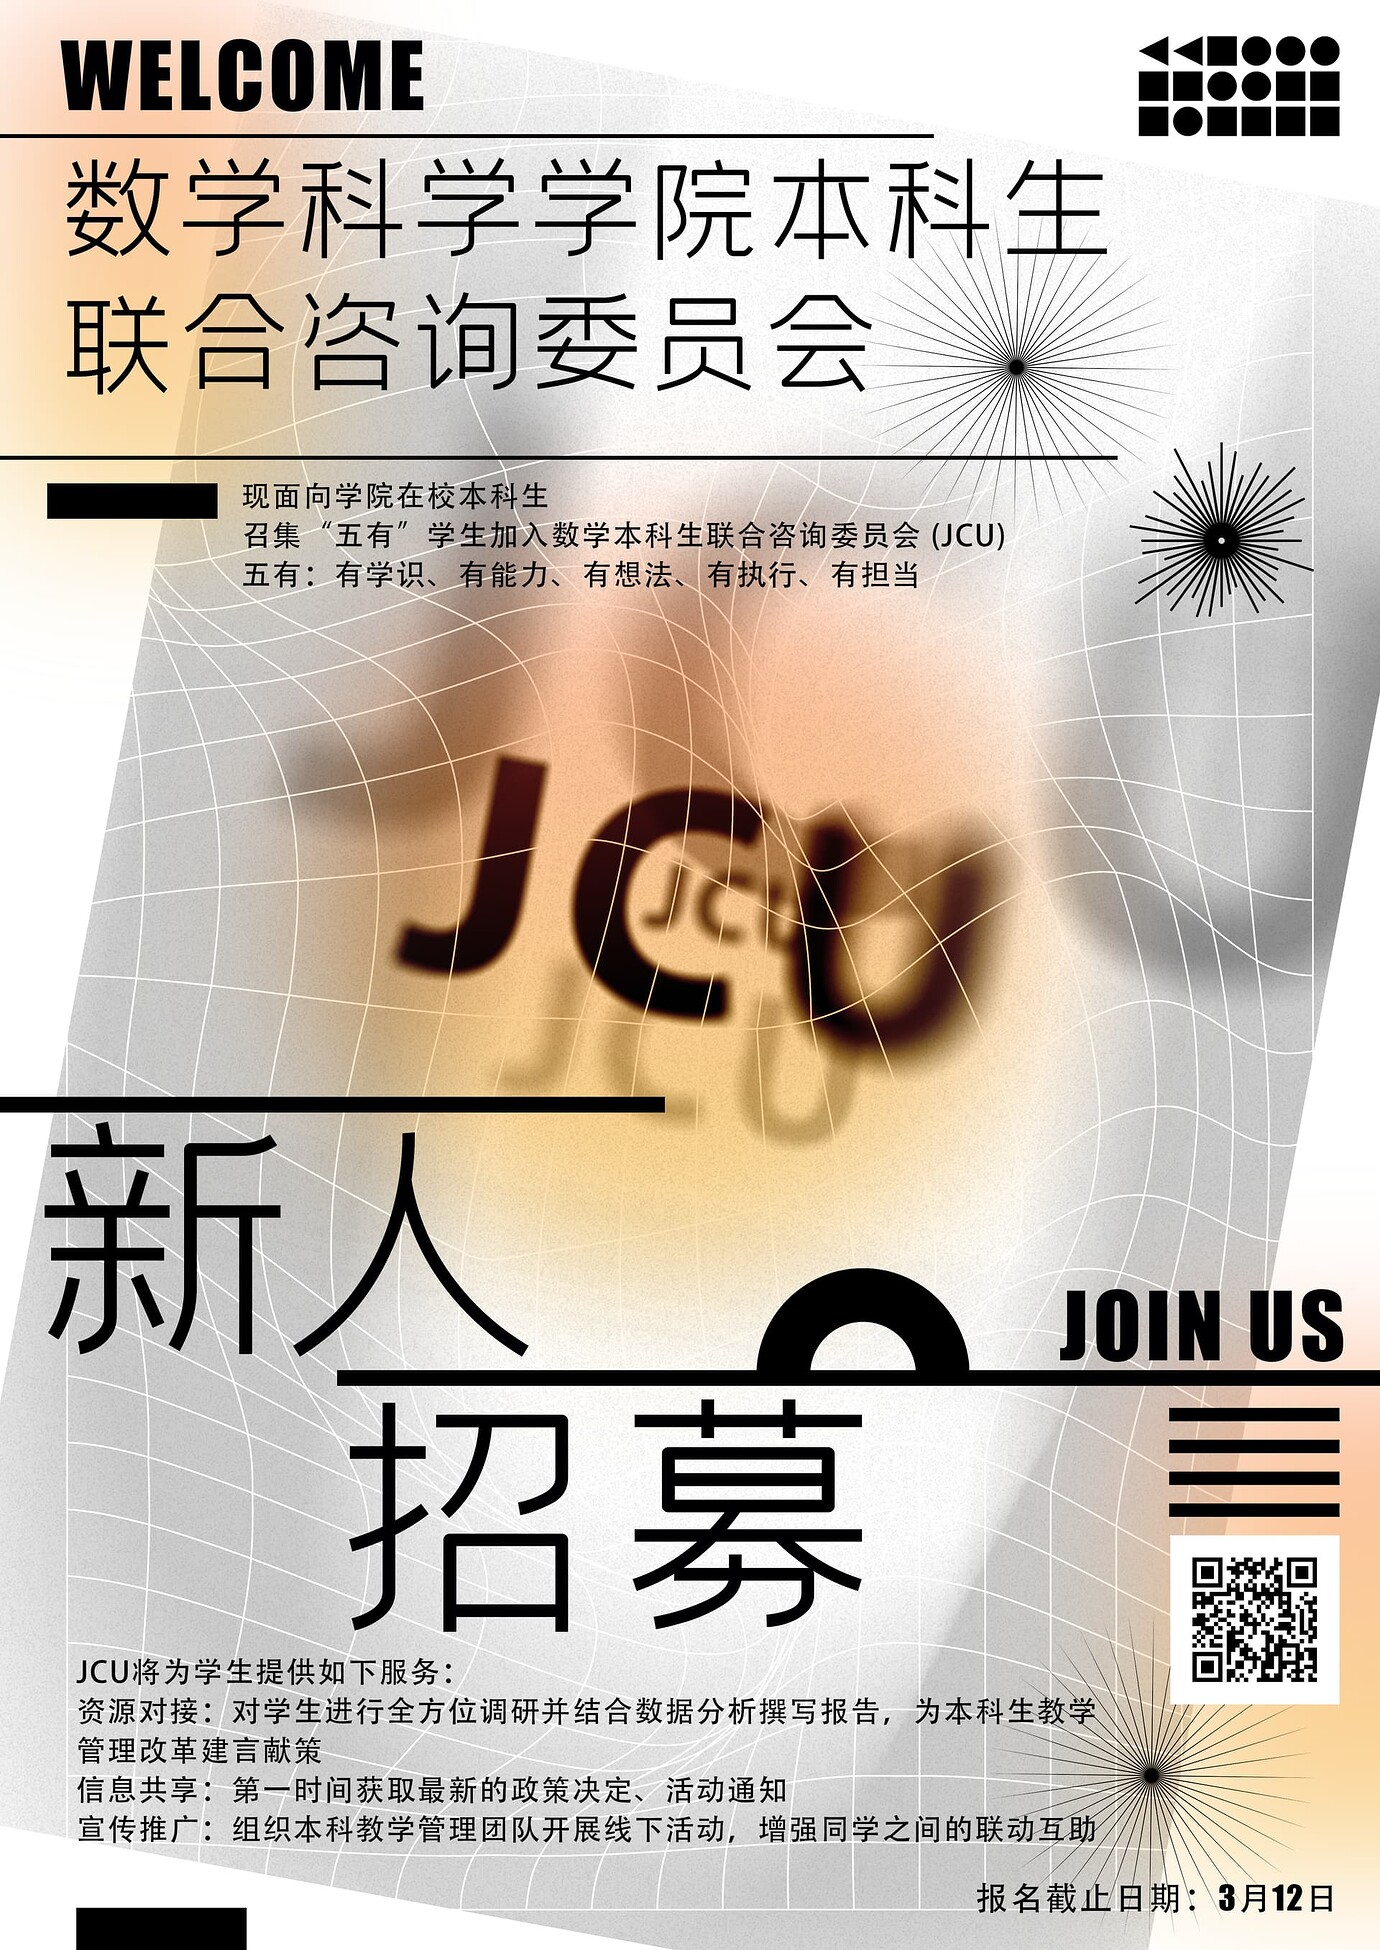 WELCOME
数学科学学院本科生
联合咨询委员会
现面向学院在校本科生
召集“五有”学生加入数学本科生联合咨询委员会 (JCU)
五有：有学识、有能力、有想法、有执行、有担当
JCU
JCU
JCU
JCU
新人
JOIN US
招募
JCU将为学生提供如下服务：
资源对接：对学生进行全方位调研并结合数据分析撰写报告，为本科生教学
管理改革建言献策
信息共享：第一时间获取最新的政策决定、活动通知
宣传推广：组织本科教学管理团队开展线下活动，增强同学之间的联动互助
报名截止日期：3月12日